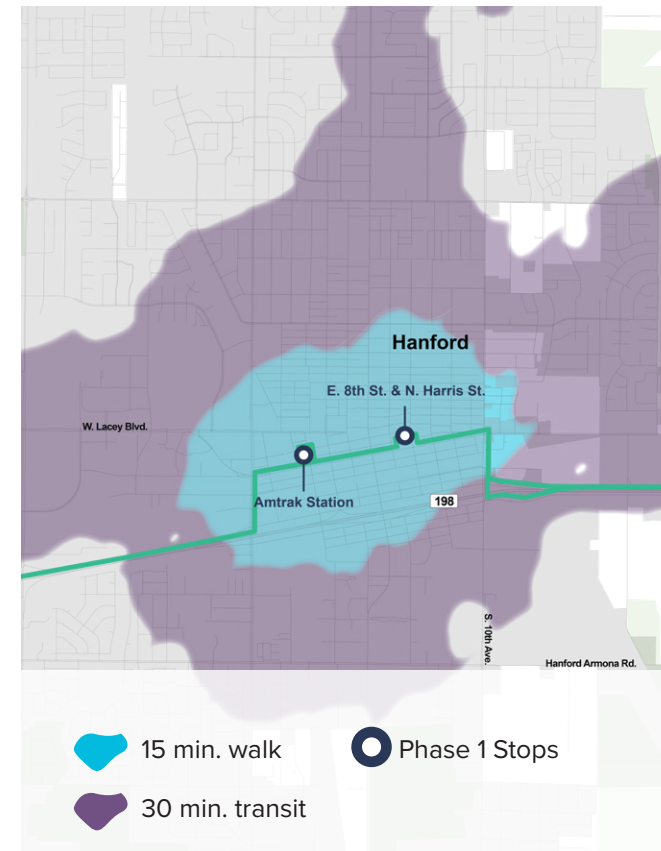 Hanford
E. 8th St. & N. Harris St.
W. Lacey Blvd.
Amtrak Station
198
S. 10th Ave.
Hanford Armona Rd.
15 min. walk
Phase 1 Stops
30 min. transit